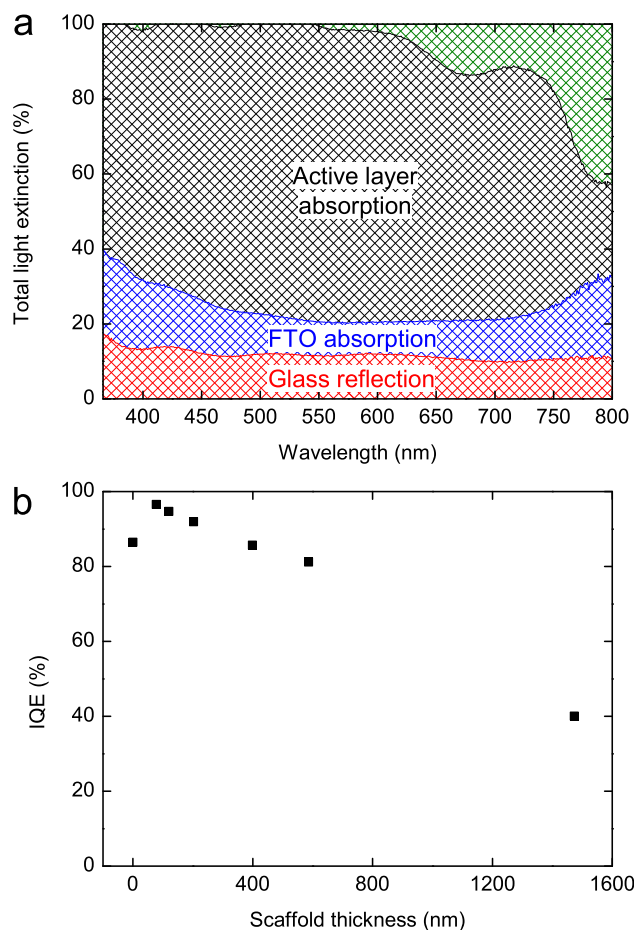 a
100
80
60
40
20
0
Total light extinction (%)
Active layer
absorption
FTO absorption
Glass reflection
400 450 500 550 600 650 700 750 800
Wavelength (nm)
b
100
80
60
40
20
0
IQE (%)
0 400 800 1200 1600
Scaffold thickness (nm)